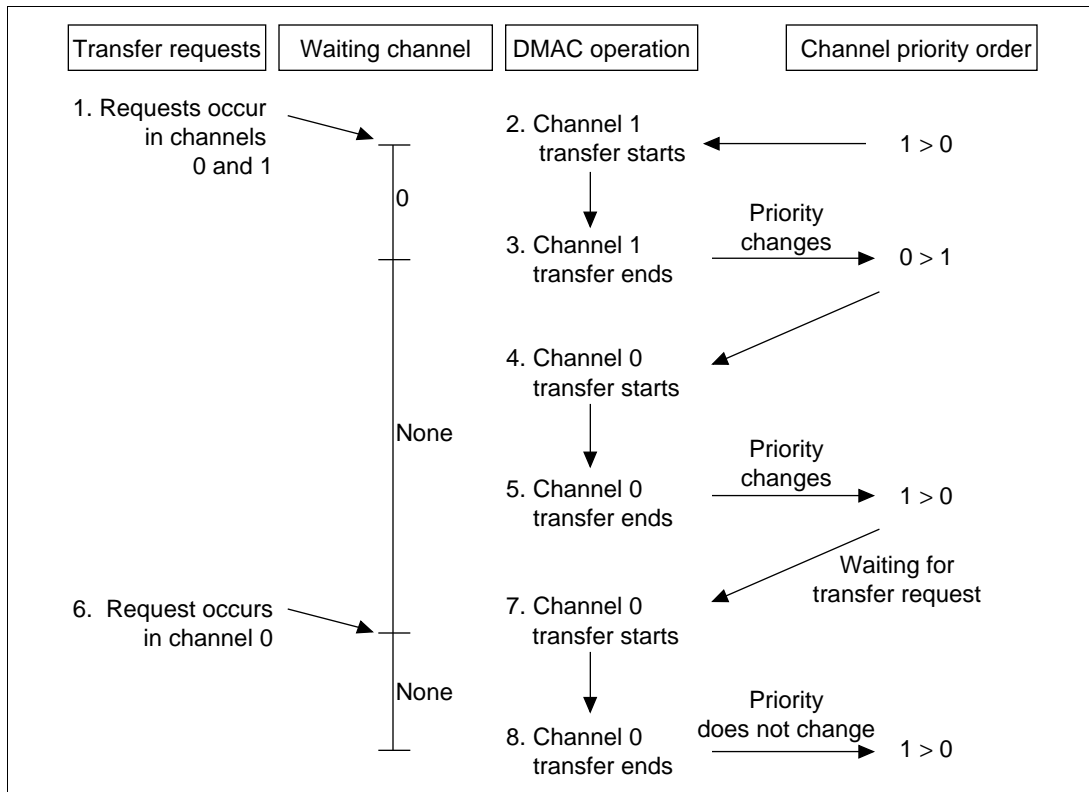 Transfer requests
Waiting channel
DMAC operation
Channel priority order
1. Requests occur
in channels
0 and 1
2. Channel 1
transfer starts
1 > 0
0
3. Channel 1
transfer ends
Priority
changes
0 > 1
4. Channel 0
transfer starts
None
5. Channel 0
transfer ends
Priority
changes
1 > 0
Waiting for
transfer request
6. Request occurs
in channel 0
7. Channel 0
transfer starts
None
8. Channel 0
transfer ends
Priority
does not change
1 > 0